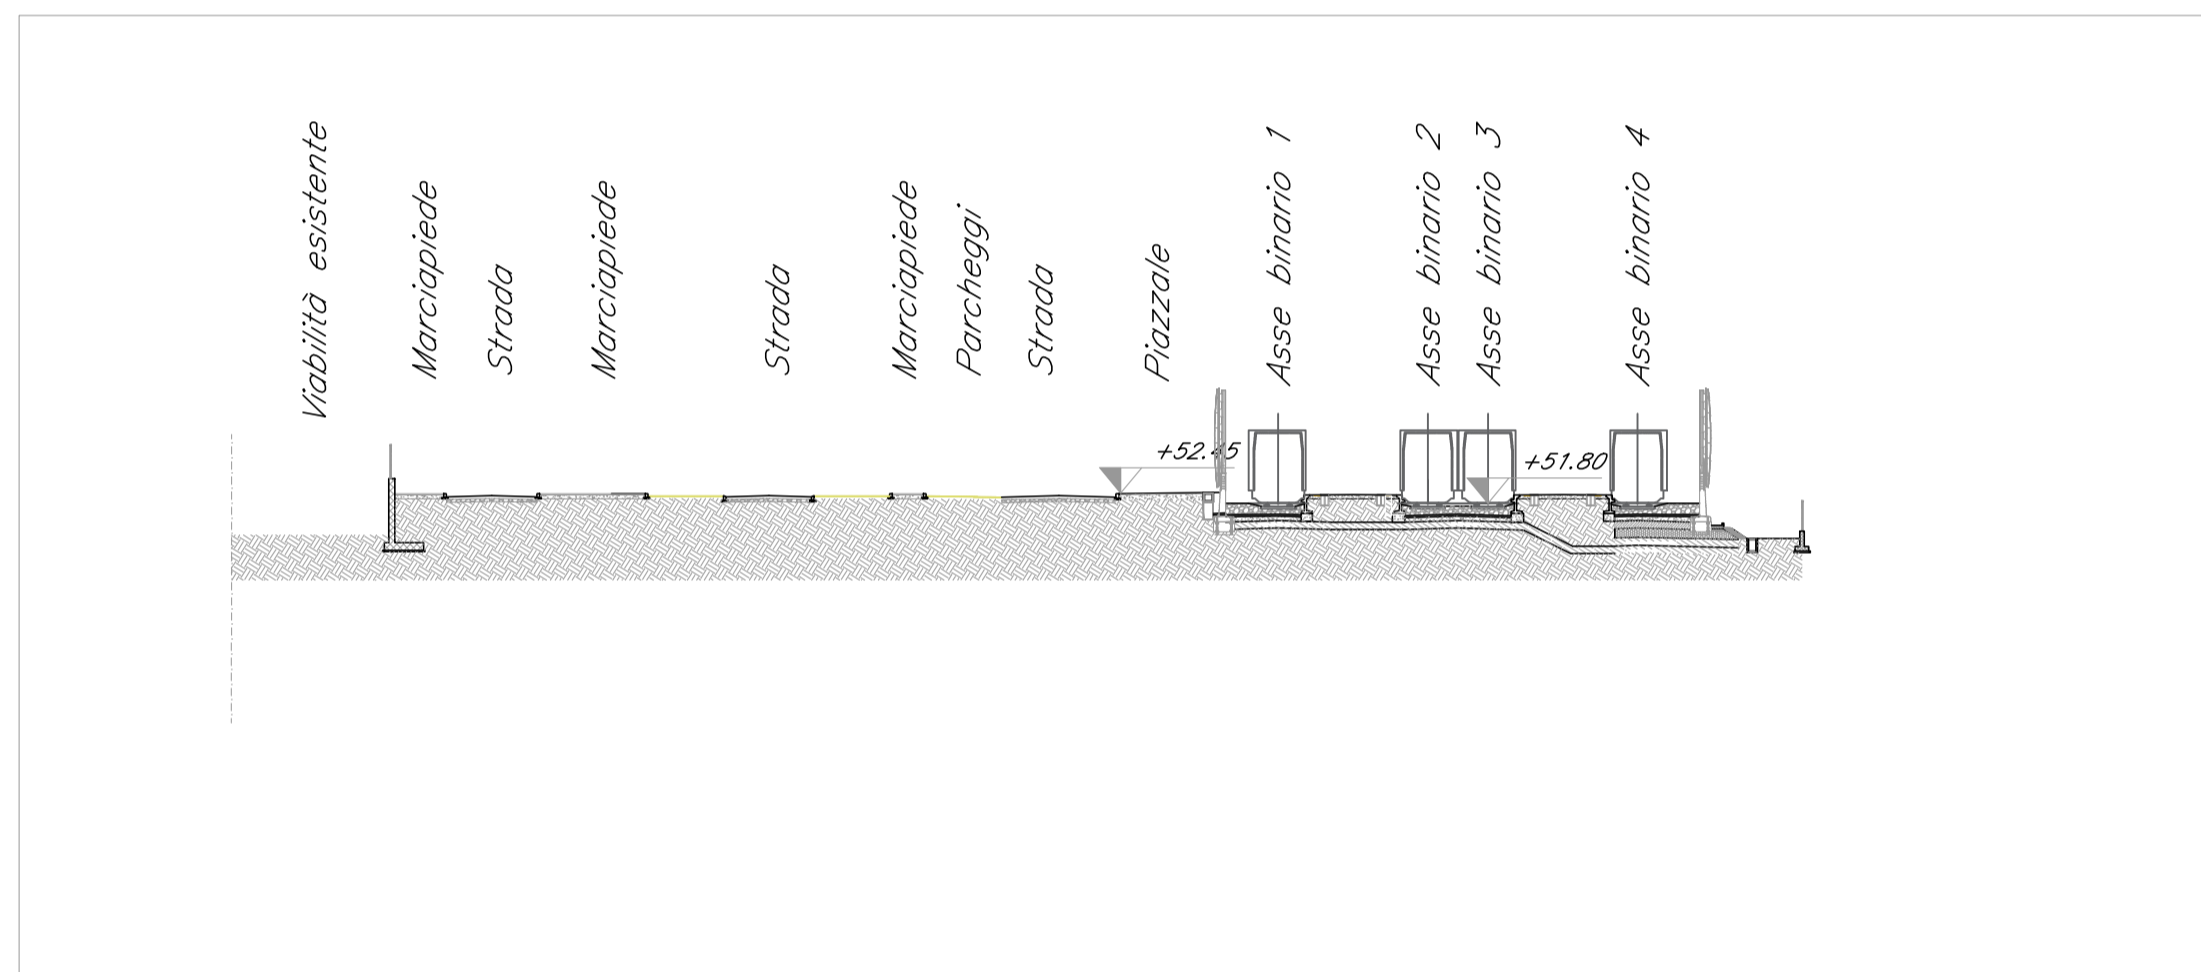 Viabilità esistente
Marciapiede
Strada
Marciapiede
Strada
Marciapiede
Parcheggi
Strada
Piazzale
Asse binario 1
Asse binario 2
Asse binario 3
Asse binario 4
+52.45
+51.80